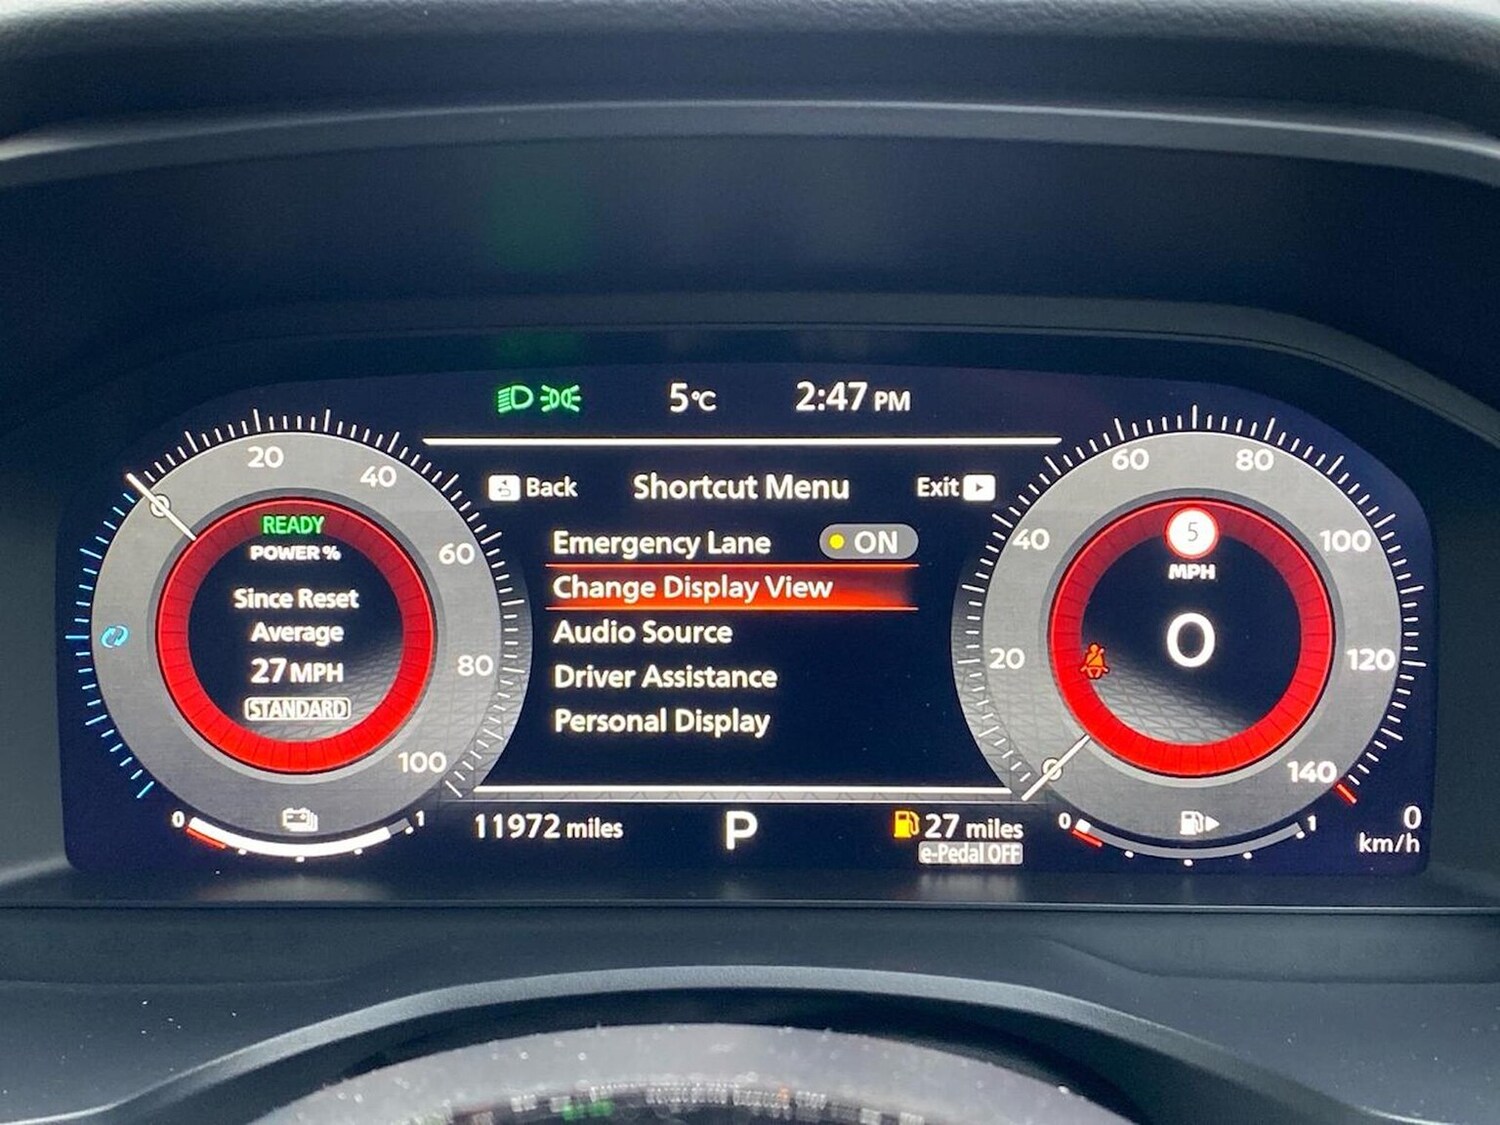 5°C 2:47 PM
Back Shortcut Menu Exit
Emergency Lane ON
Change Display View
Audio Source
Driver Assistance
Personal Display
20
40
60
80
100
READY
POWER %
Since Reset
Average
27 MPH
STANDARD
0 1
11972 miles P 27 miles
e-Pedal OFF
20
40
60
80
100
120
140
5
MPH
0
0 1
0
km/h